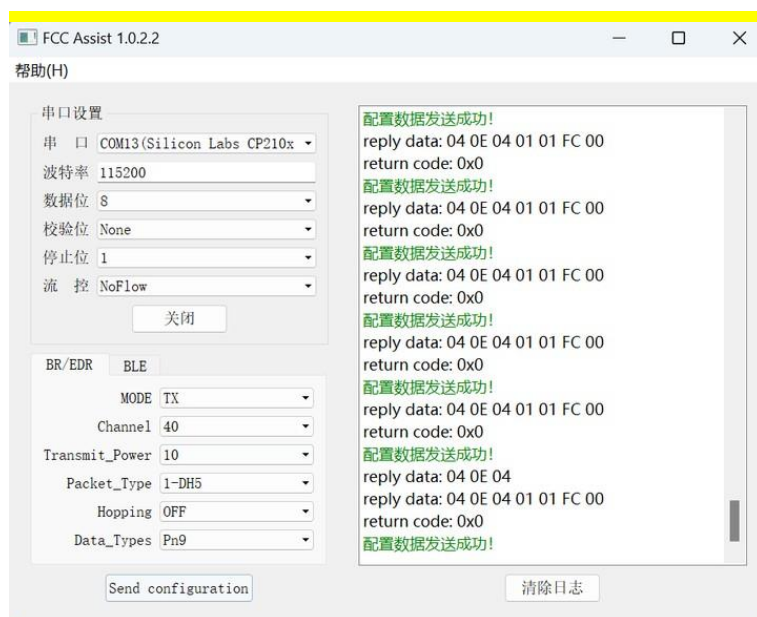 FCC Assist 1.0.2.2
帮助(H)
串口设置
串 口 COM13(Silicon Labs CP210x
波特率 115200
数据位 8
校验位 None
停止位 1
流 控 NoFlow
关闭
BR/EDR BLE
MODE TX
Channel 40
Transmit_Power 10
Packet_Type 1-DH5
Hopping OFF
Data_Types Pn9
Send configuration
配置数据发送成功!
reply data: 04 0E 04 01 01 FC 00
return code: 0x0
配置数据发送成功!
reply data: 04 0E 04 01 01 FC 00
return code: 0x0
配置数据发送成功!
reply data: 04 0E 04 01 01 FC 00
return code: 0x0
配置数据发送成功!
reply data: 04 0E 04 01 01 FC 00
return code: 0x0
配置数据发送成功!
reply data: 04 0E 04 01 01 FC 00
return code: 0x0
配置数据发送成功!
reply data: 04 0E 04
reply data: 04 0E 04 01 01 FC 00
return code: 0x0
配置数据发送成功!
清除日志